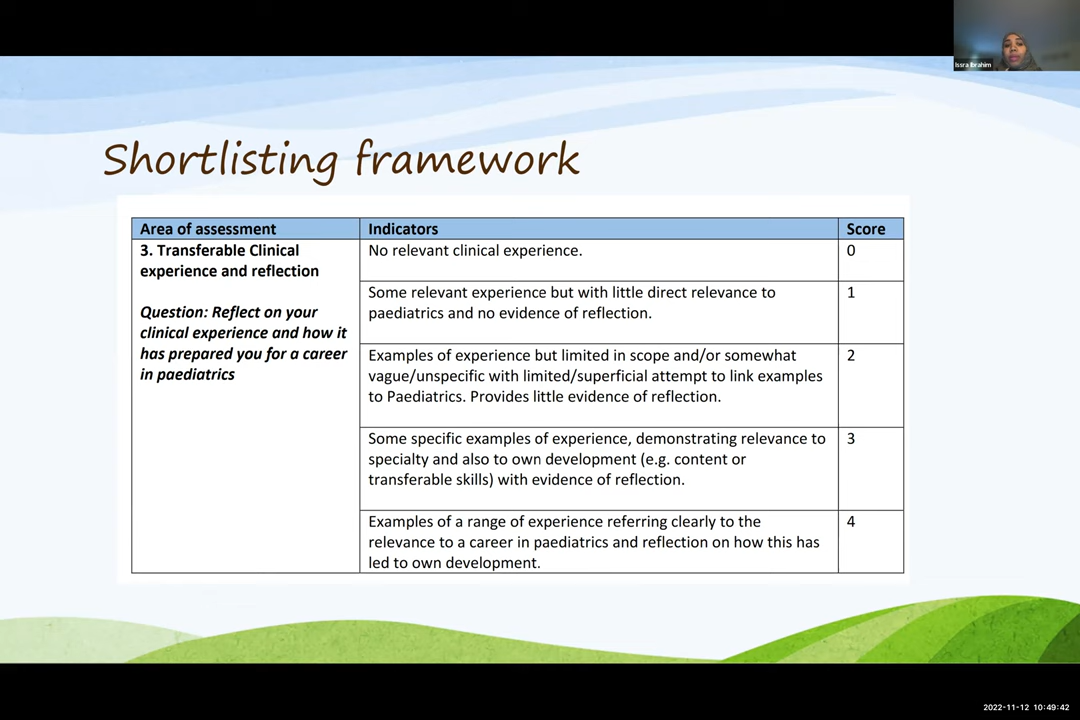 Issra Ibrahim
Shortlisting framework
Area of assessment
Indicators
Score
3. Transferable Clinical
experience and reflection
Question: Reflect on your
clinical experience and how it
has prepared you for a career
in paediatrics
No relevant clinical experience.
0
Some relevant experience but with little direct relevance to
paediatrics and no evidence of reflection.
1
Examples of experience but limited in scope and/or somewhat
vague/unspecific with limited/superficial attempt to link examples
to Paediatrics. Provides little evidence of reflection.
2
Some specific examples of experience, demonstrating relevance to
specialty and also to own development (e.g. content or
transferable skills) with evidence of reflection.
3
Examples of a range of experience referring clearly to the
relevance to a career in paediatrics and reflection on how this has
led to own development.
4
2022-11-12 10:49:42